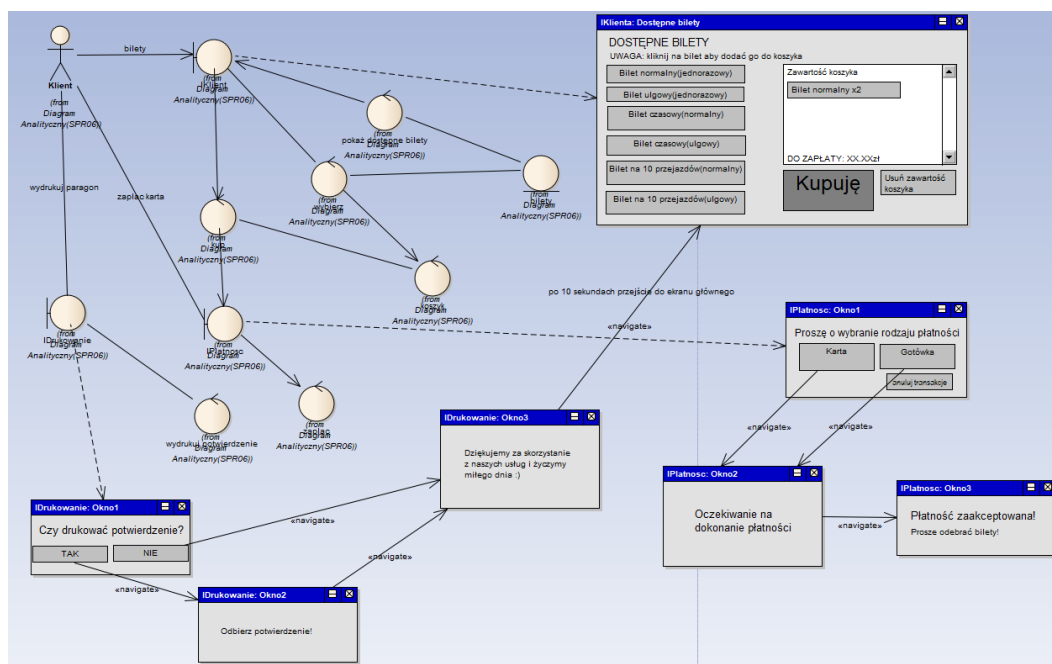 bilety
Klient
(from
Diagram
Analityczny(SPR06))
IKlient
(from
Diagram
Analityczny(SPR06))
pokaż dostępne bilety
(from
Diagram
Analityczny(SPR06))
wybierz
(from
Diagram
Analityczny(SPR06))
bilety
(from
Diagram
Analityczny(SPR06))
wydrukuj paragon
zaplac karta
kup
(from
Diagram
Analityczny(SPR06))
koszyk
(from
Diagram
Analityczny(SPR06))
IDrukowanie
(from
Diagram
Analityczny(SPR06))
IPlatnosc
(from
Diagram
Analityczny(SPR06))
zaplac
(from
Diagram
Analityczny(SPR06))
wydrukuj potwierdzenie
(from
Diagram
Analityczny(SPR06))
IKlienta: Dostępne bilety
DOSTĘPNE BILETY
UWAGA: kliknij na bilet aby dodać go do koszyka
Bilet normalny(jednorazowy)
Bilet ulgowy(jednorazowy)
Bilet czasowy(normalny)
Bilet czasowy(ulgowy)
Bilet na 10 przejazdów(normalny)
Bilet na 10 przejazdów(ulgowy)
Zawartość koszyka
Bilet normalny x2
DO ZAPŁATY: XX.XXzł
Kupuję
Usuń zawartość
koszyka
po 10 sekundach przejście do ekranu głównego
«navigate»
IPlatnosc: Okno1
Proszę o wybranie rodzaju płatności
Karta
Gotówka
anuluj transakcje
«navigate»
«navigate»
IPlatnosc: Okno2
Oczekiwanie na
dokonanie płatności
«navigate»
IPlatnosc: Okno3
Płatność zaakceptowana!
Prosze odebrać bilety!
IDrukowanie: Okno3
Dziękujemy za skorzystanie
z naszych usług i życzymy
miłego dnia :)
IDrukowanie: Okno1
Czy drukować potwierdzenie?
TAK
NIE
«navigate»
«navigate»
«navigate»
IDrukowanie: Okno2
Odbierz potwierdzenie!